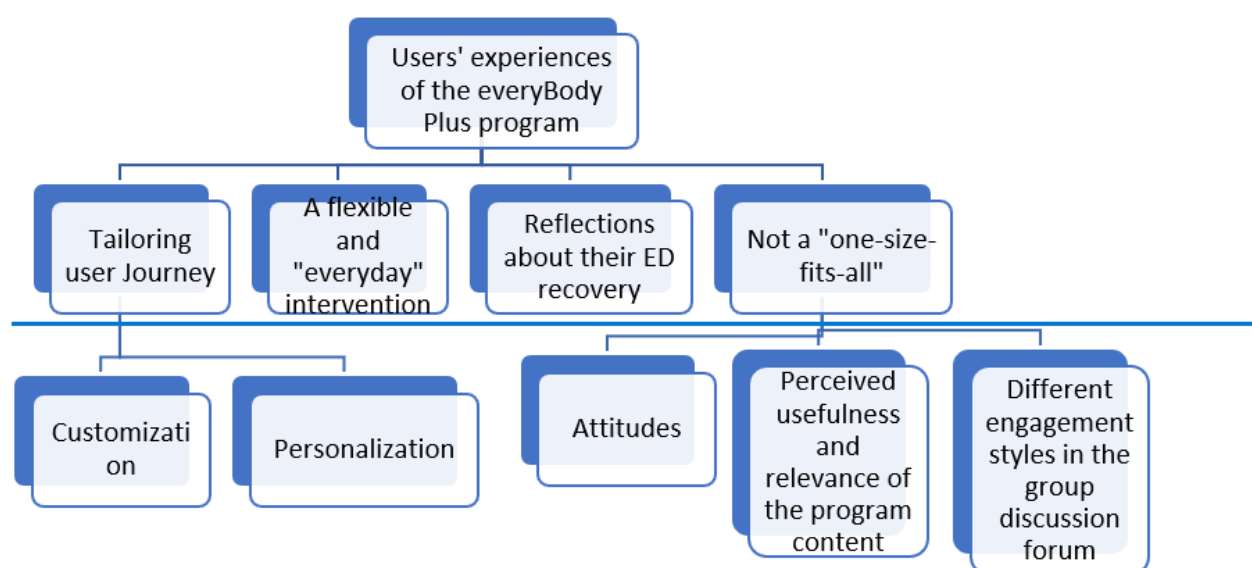 Users' experiences
of the everyBody
Plus program
Tailoring
user Journey
A flexible
and
"everyday"
intervention
Reflections
about their ED
recovery
Not a "one-size-
fits-all"
Customizati
on
Personalization
Attitudes
Perceived
usefulness
and
relevance of
the program
content
Different
engagement
styles in the
group
discussion
forum